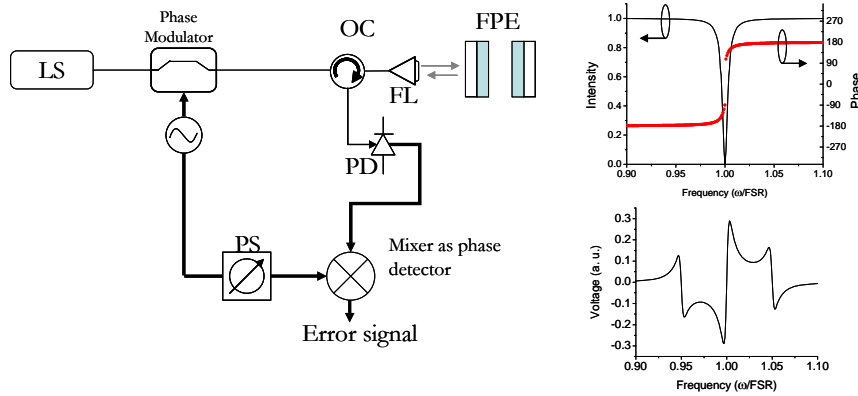 Phase
Modulator
OC
FPE
LS
FL
PD
PS
Mixer as phase
detector
Error signal
1.0
0.8
0.6
0.4
0.2
0.0
Intensity
270
180
90
0
-90
-180
-270
Phase
0.90 0.95 1.00 1.05 1.10
Frequency (ω/FSR)
0.3
0.2
0.1
0.0
-0.1
-0.2
-0.3
Voltage (a. u.)
0.90 0.95 1.00 1.05 1.10
Frequency (ω/FSR)